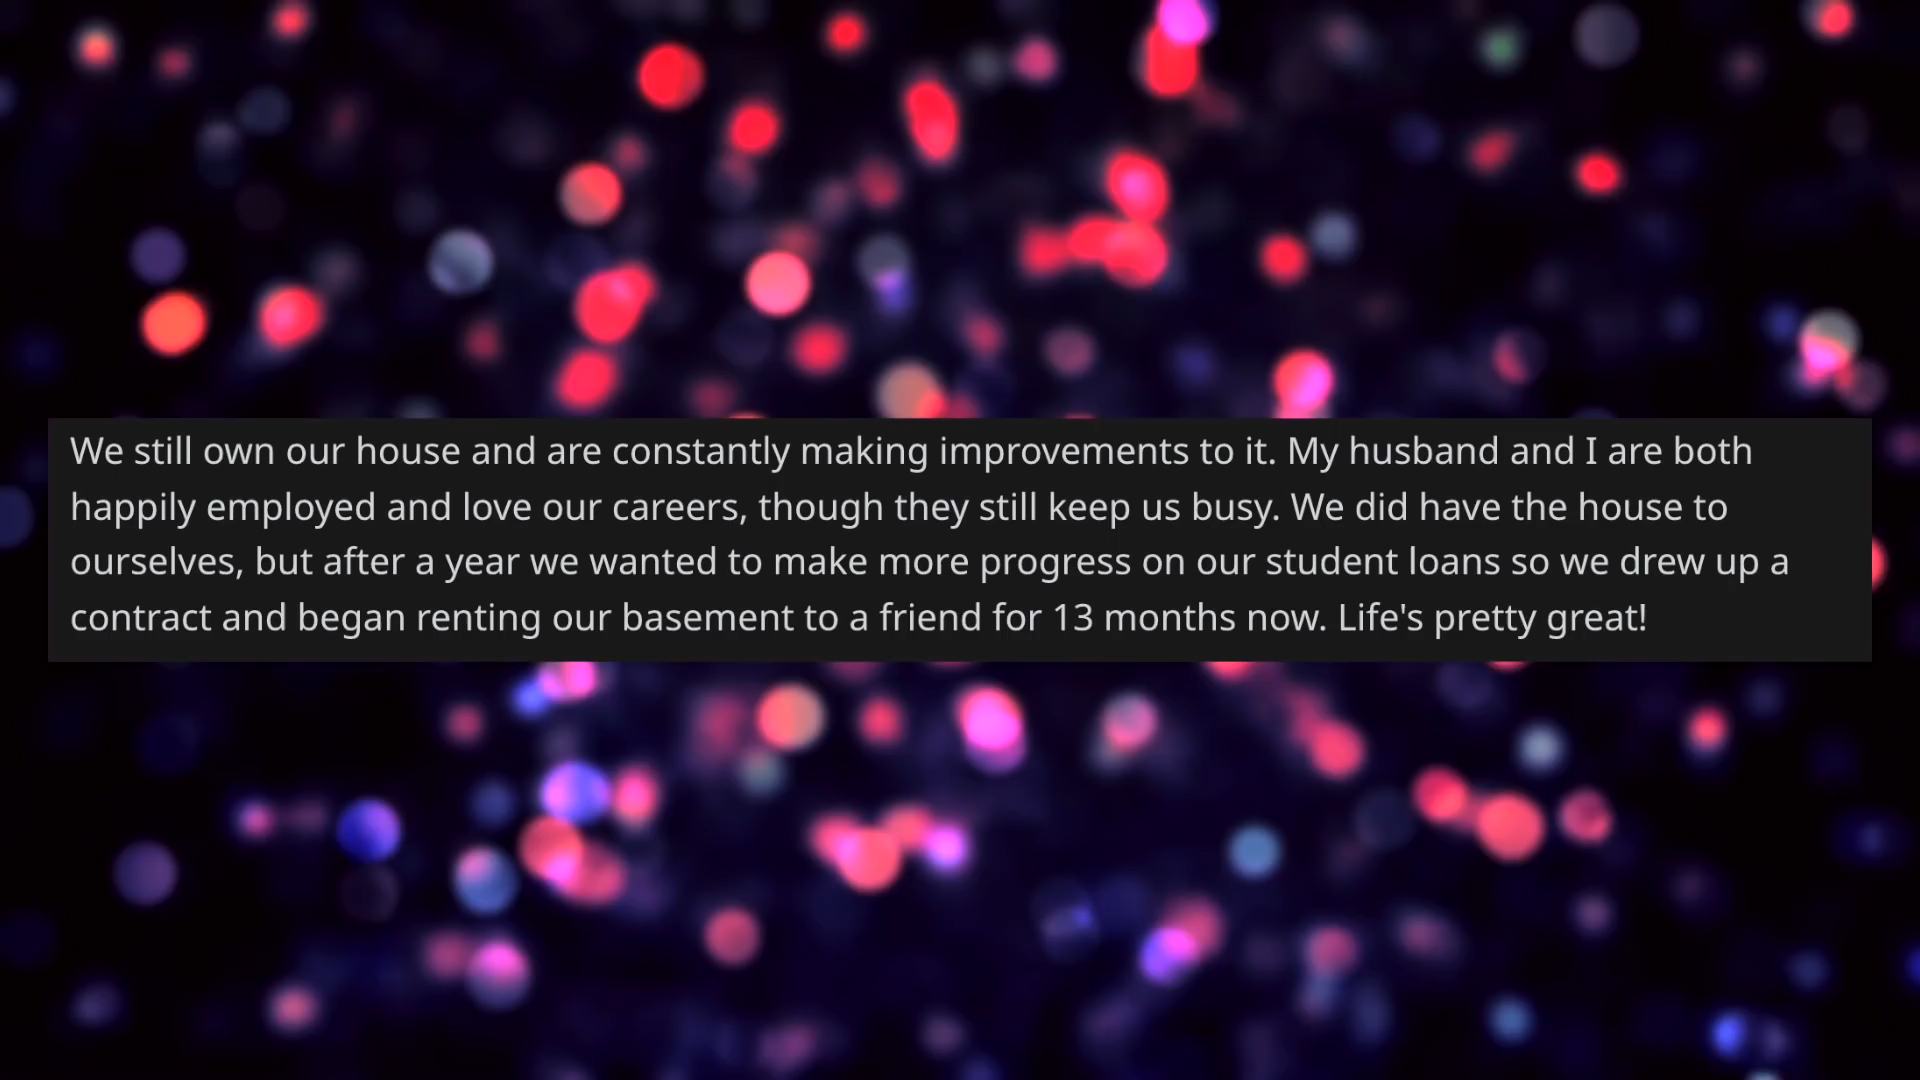 We still own our house and are constantly making improvements to it. My husband and I are both
happily employed and love our careers, though they still keep us busy. We did have the house to
ourselves, but after a year we wanted to make more progress on our student loans so we drew up a
contract and began renting our basement to a friend for 13 months now. Life's pretty great!